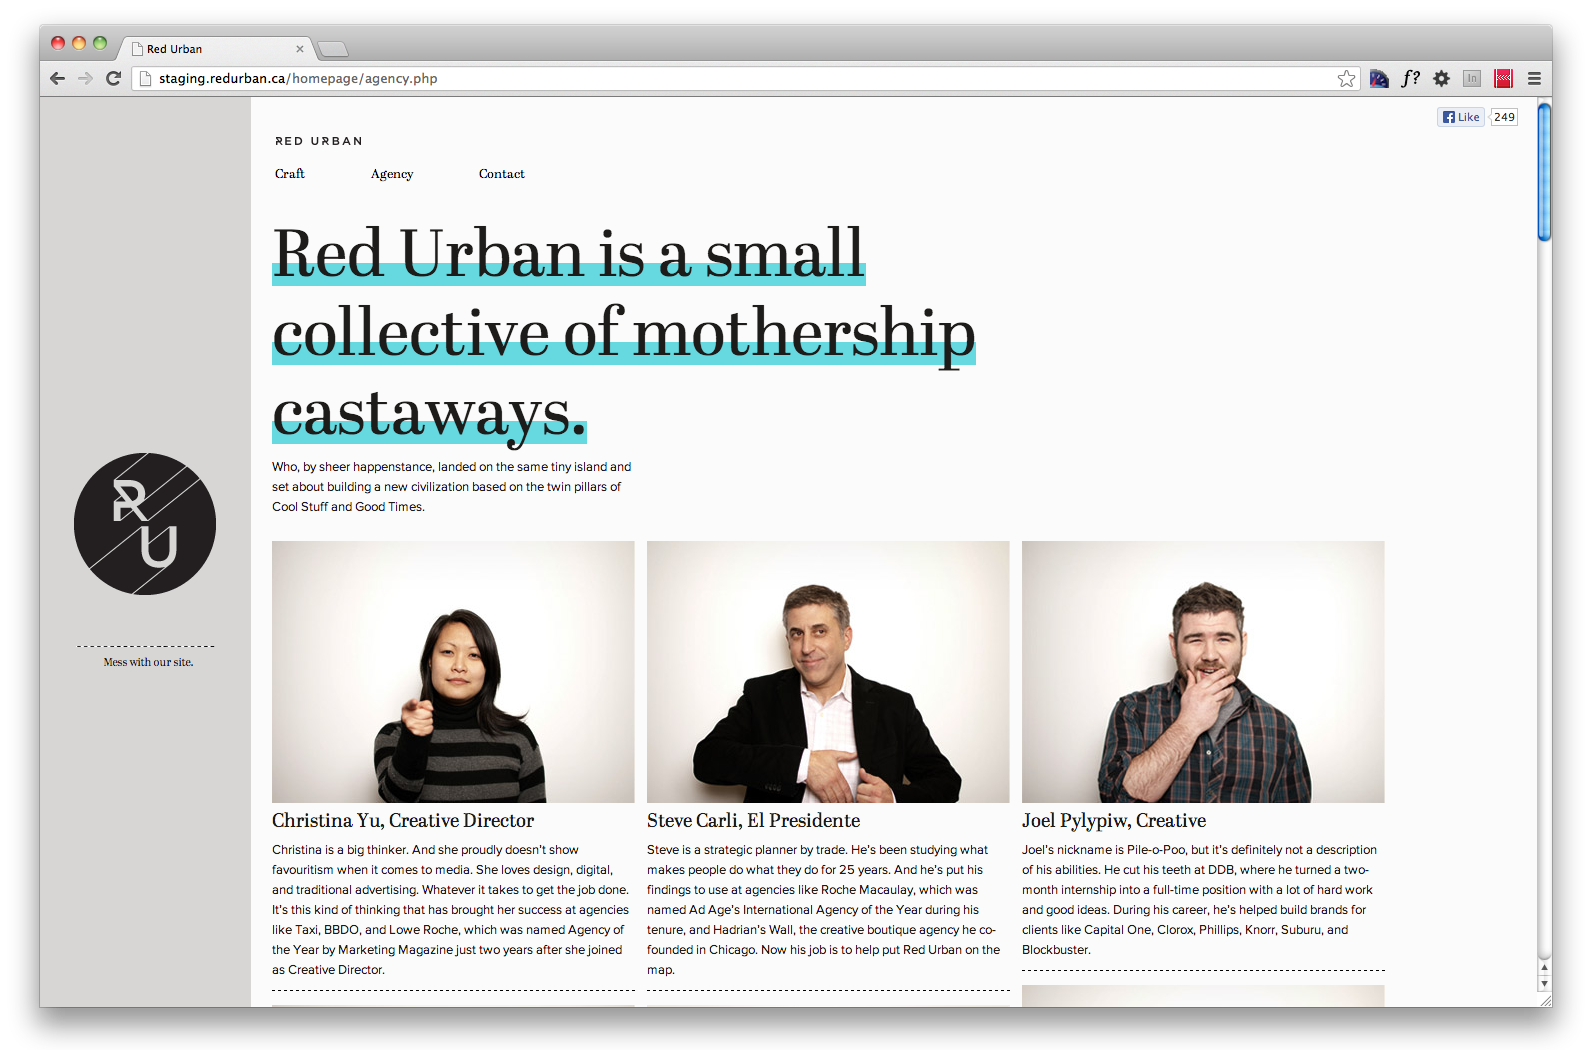 Red Urban
staging.redurban.ca/homepage/agency.php
f?
In
Like
249
RED URBAN
Craft
Agency
Contact
Red Urban is a small
collective of mothership
castaways.
Who, by sheer happenstance, landed on the same tiny island and
set about building a new civilization based on the twin pillars of
Cool Stuff and Good Times.
RU
Mess with our site.
Christina Yu, Creative Director
Christina is a big thinker. And she proudly doesn't show
favouritism when it comes to media. She loves design, digital,
and traditional advertising. Whatever it takes to get the job done.
It's this kind of thinking that has brought her success at agencies
like Taxi, BBDO, and Lowe Roche, which was named Agency of
the Year by Marketing Magazine just two years after she joined
as Creative Director.
Steve Carli, El Presidente
Steve is a strategic planner by trade. He's been studying what
makes people do what they do for 25 years. And he's put his
findings to use at agencies like Roche Macaulay, which was
named Ad Age's International Agency of the Year during his
tenure, and Hadrian's Wall, the creative boutique agency he co-
founded in Chicago. Now his job is to help put Red Urban on the
map.
Joel Pylypiw, Creative
Joel's nickname is Pile-o-Poo, but it's definitely not a description
of his abilities. He cut his teeth at DDB, where he turned a two-
month internship into a full-time position with a lot of hard work
and good ideas. During his career, he's helped build brands for
clients like Capital One, Clorox, Phillips, Knorr, Suburu, and
Blockbuster.